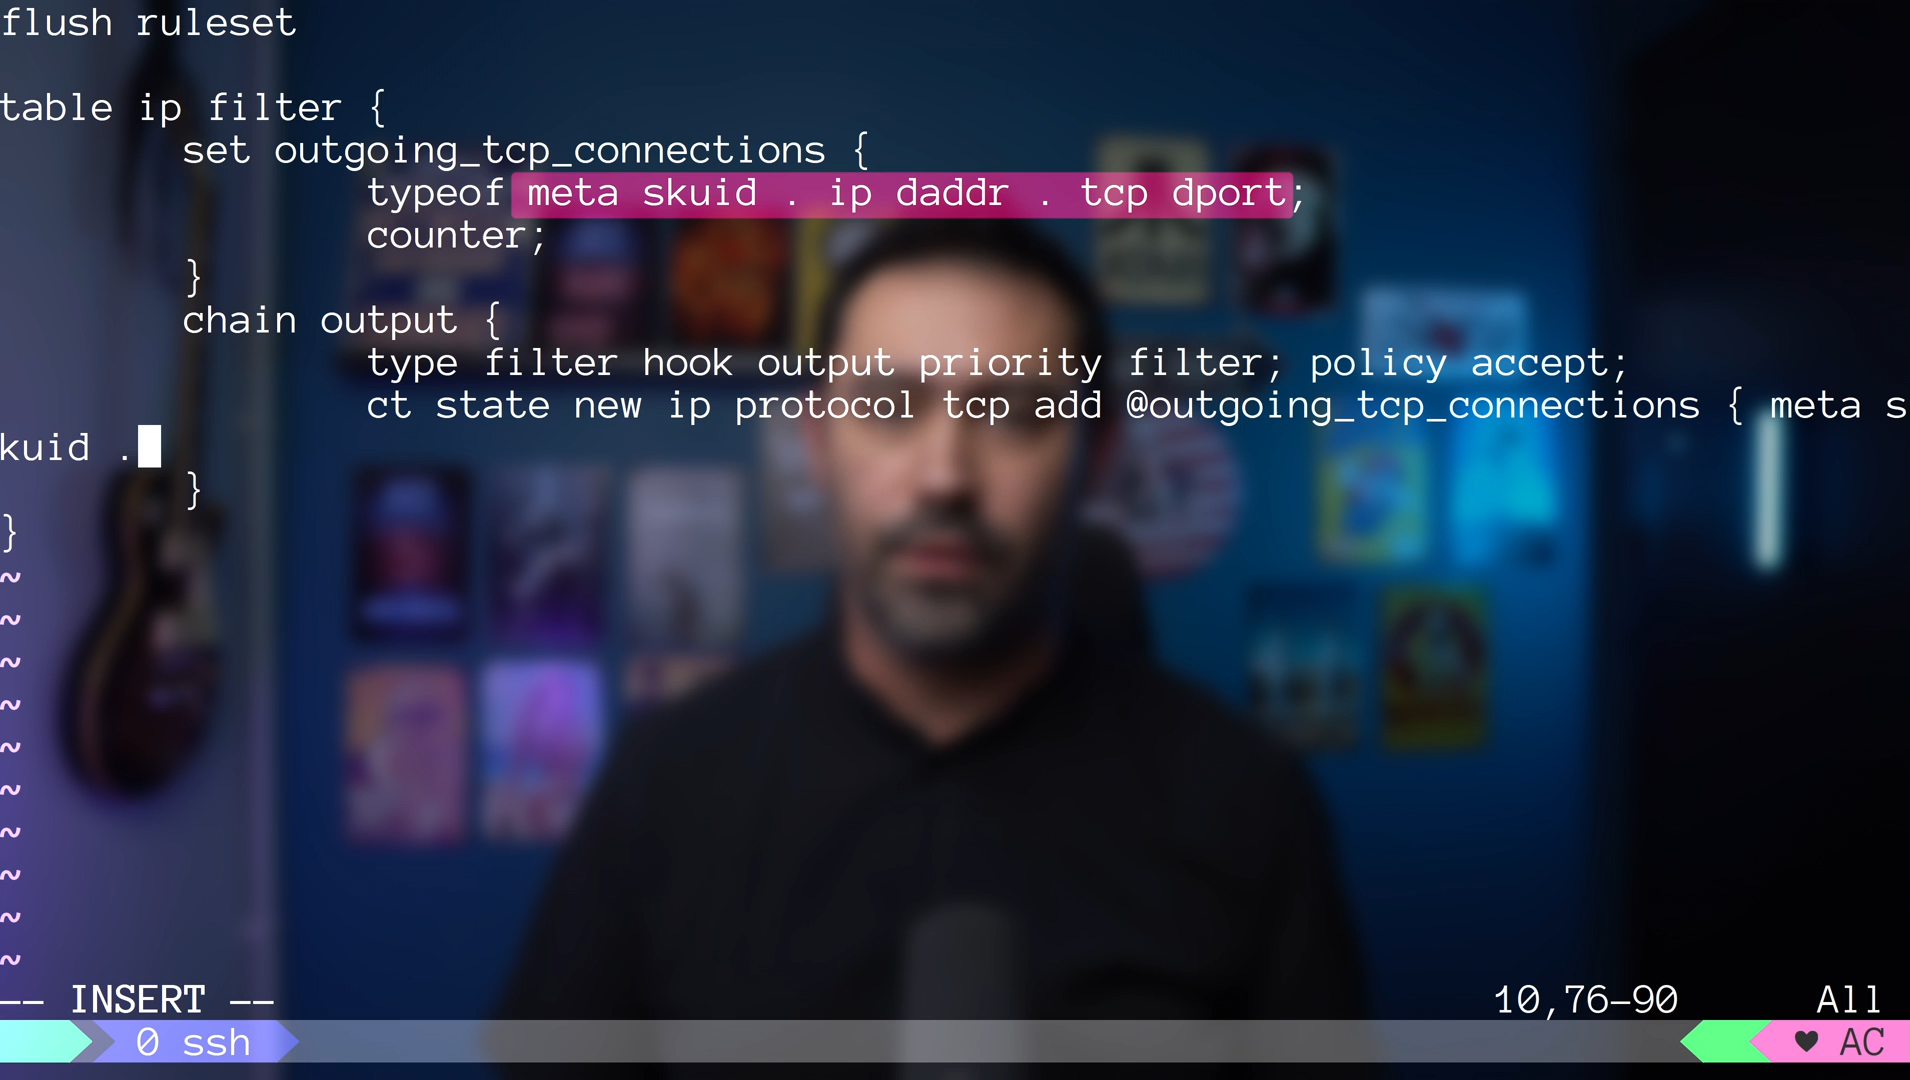 flush ruleset
table ip filter {
set outgoing_tcp_connections {
typeof meta skuid . ip daddr . tcp dport;
counter;
}
chain output {
type filter hook output priority filter; policy accept;
ct state new ip protocol tcp add @outgoing_tcp_connections { meta s
kuid .
}
}
~
~
~
~
~
~
~
~
~
~
-- INSERT --
10,76-90
All
0 ssh
♥ AC